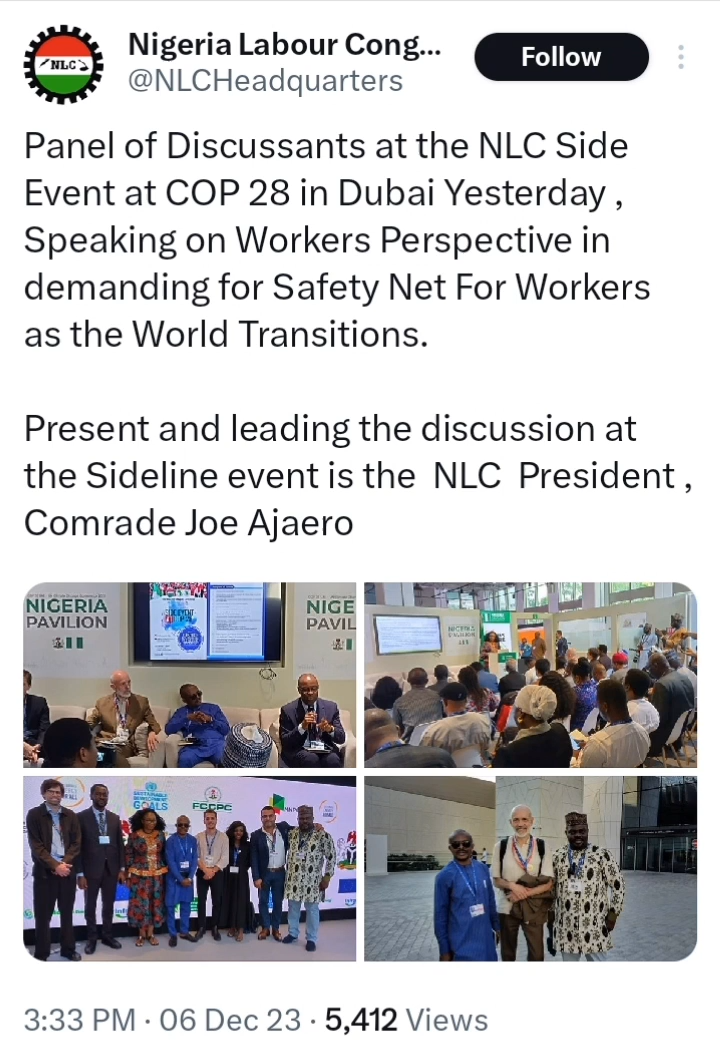 Nigeria Labour Cong...
NLC
Follow
@NLCHeadquarters
Panel of Discussants at the NLC Side
Event at COP 28 in Dubai Yesterday ,
Speaking on Workers Perspective in
demanding for Safety Net For Workers
as the World Transitions.
Present and leading the discussion at
the Sideline event is the  NLC  President ,
Comrade Joe Ajaero
NIGERIA
PAVILION
NIGE
PAVIL
GOALS
FCCPC
3:33 PM · 06 Dec 23 · 5,412 Views